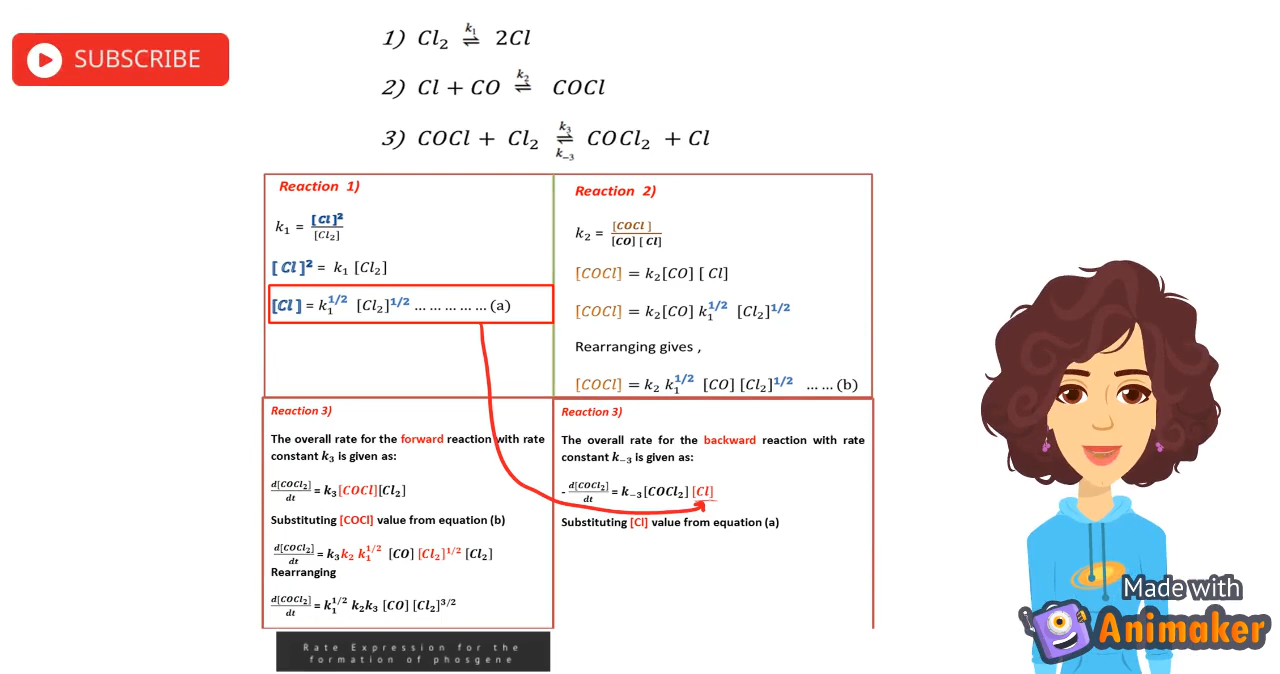 SUBSCRIBE
1) Cl₂ ⇌ 2Cl k₁
2) Cl + CO ⇌ COCl k₂
3) COCl + Cl₂ ⇌ COCl₂ + Cl k₃ k₋₃
Reaction 1)
k₁ = [Cl]²/[Cl₂]
[Cl]² = k₁ [Cl₂]
[Cl] = k₁^1/2 [Cl₂]^1/2 … … … … … (a)
Reaction 2)
k₂ = [COCl]/[CO][Cl]
[COCl] = k₂[CO] [Cl]
[COCl] = k₂[CO] k₁^1/2 [Cl₂]^1/2
Rearranging gives ,
[COCl] = k₂ k₁^1/2 [CO] [Cl₂]^1/2 … … (b)
Reaction 3)
The overall rate for the forward reaction with rate
constant k₃ is given as:
d[COCl₂]/dt = k₃[COCl][Cl₂]
Substituting [COCl] value from equation (b)
d[COCl₂]/dt = k₃k₂ k₁^1/2 [CO] [Cl₂]^1/2 [Cl₂]
Rearranging
d[COCl₂]/dt = k₁^1/2 k₂k₃ [CO] [Cl₂]^3/2
Reaction 3)
The overall rate for the backward reaction with rate
constant k₋₃ is given as:
- d[COCl₂]/dt = k₋₃[COCl₂] [Cl]
Substituting [Cl] value from equation (a)
Rate Expression for the
formation of phosgene
Made with
Animaker